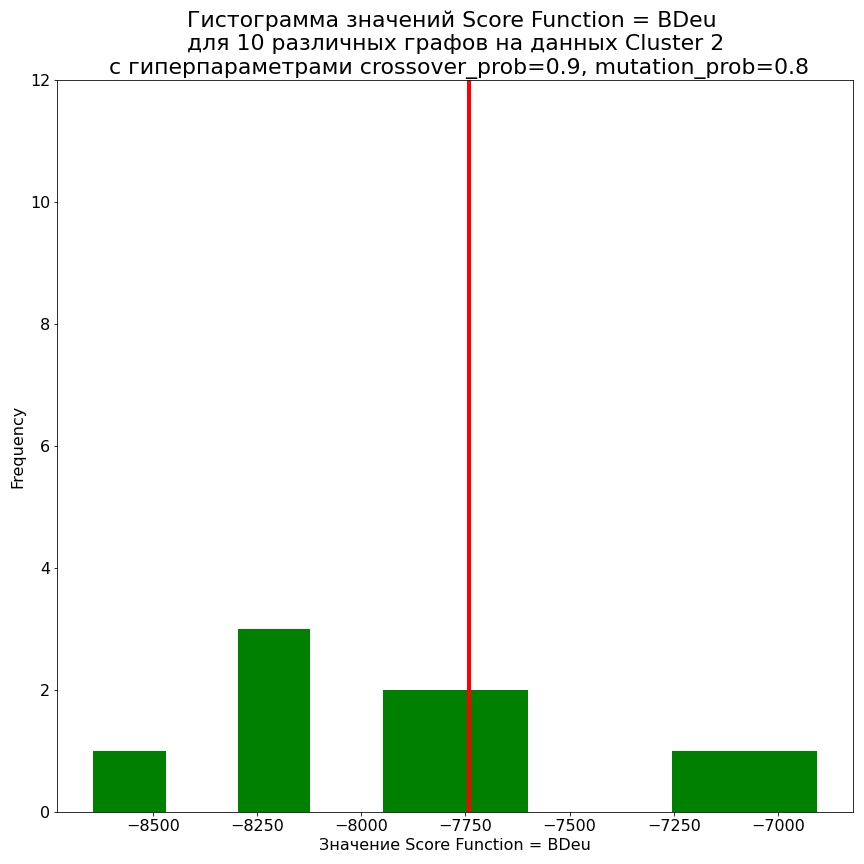 Гистограмма значений Score Function = BDeu
для 10 различных графов на данных Cluster 2
с гиперпараметрами crossover_prob=0.9, mutation_prob=0.8
12
10
8
6
4
2
0
Frequency
−8500 −8250 −8000 −7750 −7500 −7250 −7000
Значение Score Function = BDeu